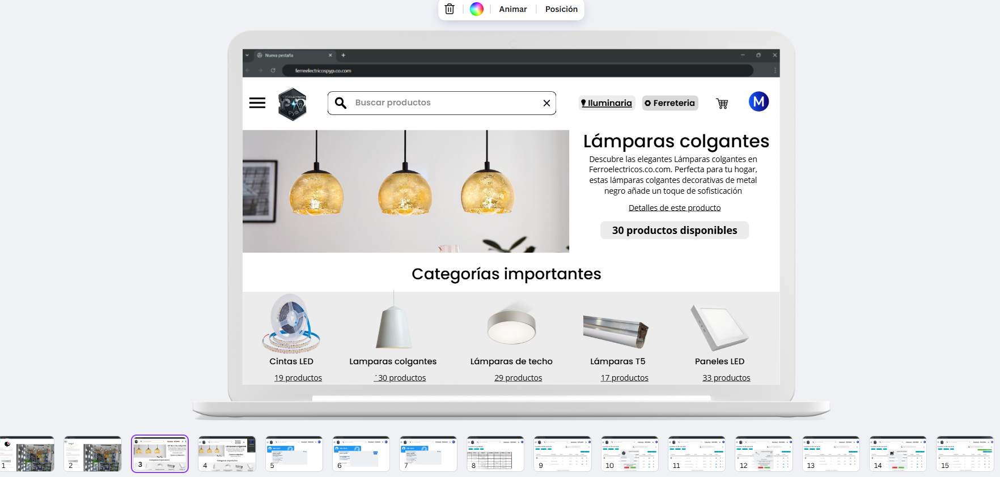 Animar
Posición
Nueva pestaña
ferreelectricospyp.co.com
FERROLÉCTRICOS
PyP
Buscar productos
Iluminaria
Ferreteria
M
Lámparas colgantes
Descubre las elegantes Lámparas colgantes en
Ferroelectricos.co.com. Perfecta para tu hogar,
estas lámparas colgantes decorativas de metal
negro añade un toque de sofisticación
Detalles de este producto
30 productos disponibles
Categorías importantes
Cintas LED
Lamparas colgantes
Lámparas de techo
Lámparas T5
Paneles LED
19 productos
´30 productos
29 productos
17 productos
33 productos
1
2
3
4
5
6
7
8
9
10
11
12
13
14
15